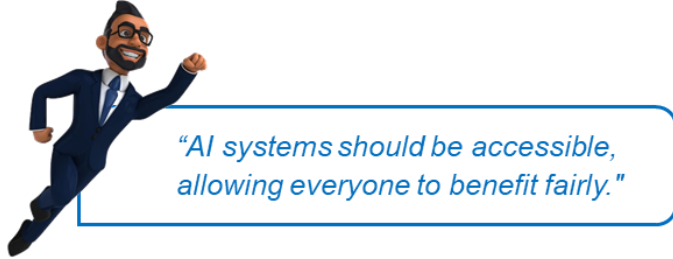 “AI systems should be accessible,
allowing everyone to benefit fairly."